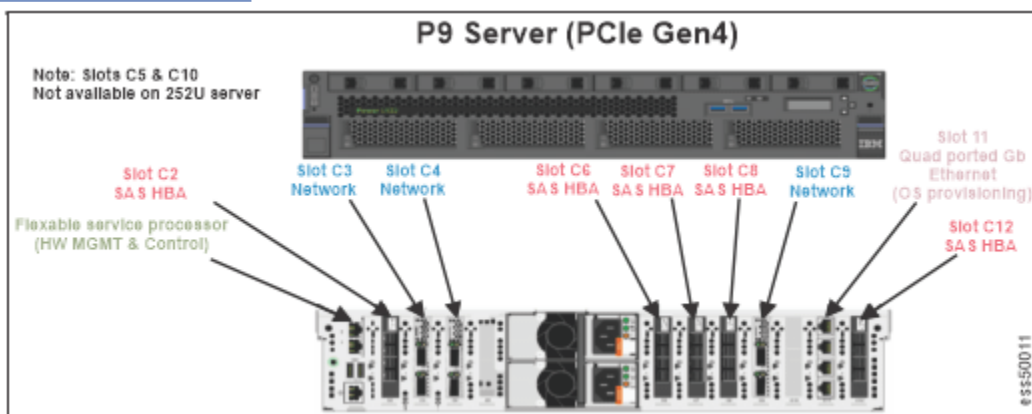 P9 Server (PCIe Gen4)
Note: Slots C5 & C10
Not available on 252U server
IBM
Slot C2
SAS HBA
Slot C3
Network
Slot C4
Network
Slot C6
SAS HBA
Slot C7
SAS HBA
Slot C8
SAS HBA
Slot C9
Network
Slot 11
Quad ported Gb
Ethernet
(OS provisioning)
Flexable service processor
(HW MGMT & Control)
Slot C12
SAS HBA
ess50011